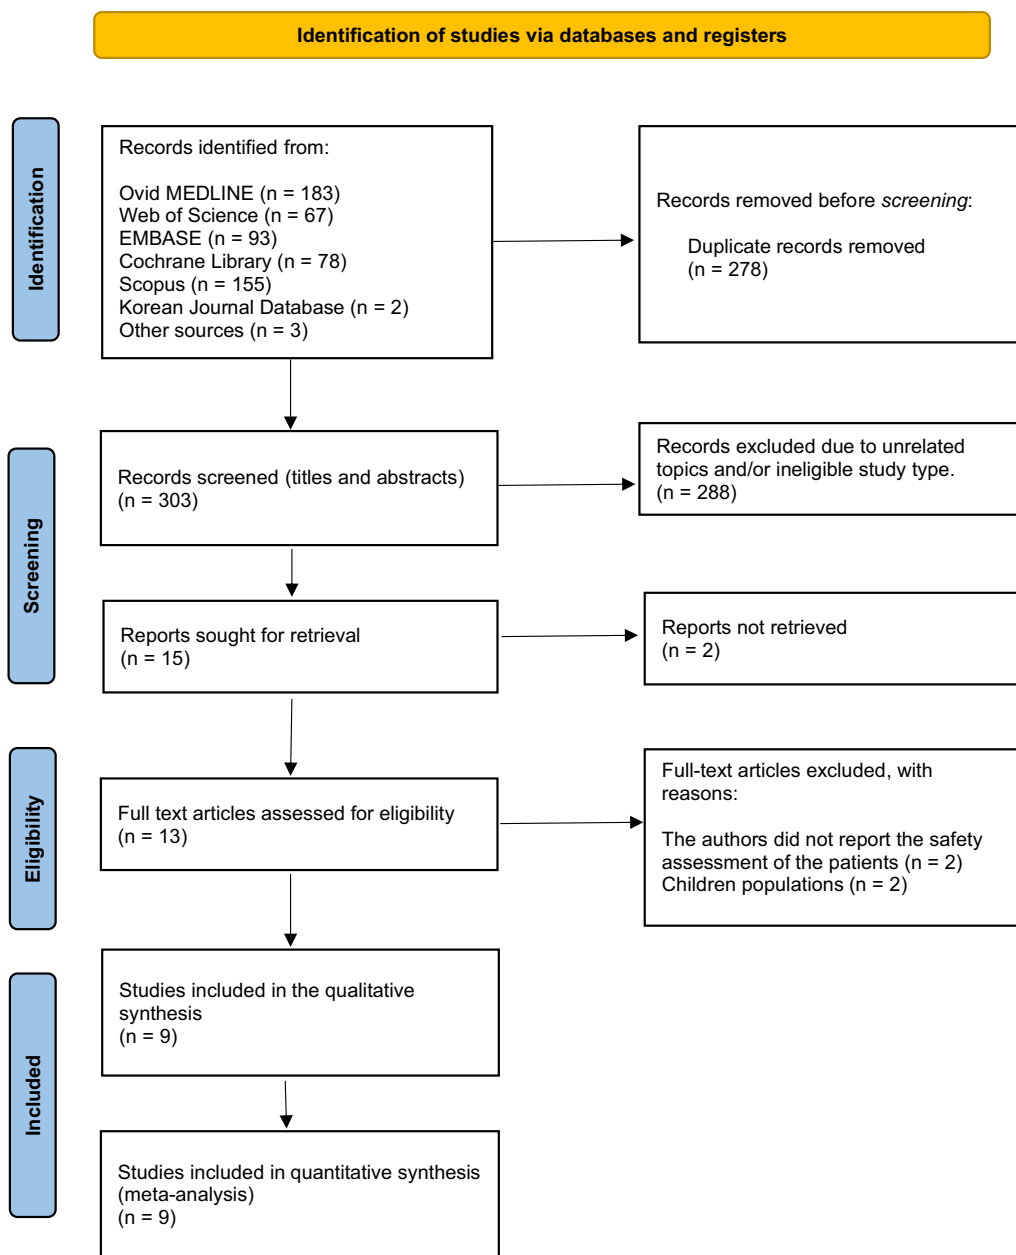 Identification of studies via databases and registers
Identification
Records identified from:
Ovid MEDLINE (n = 183)
Web of Science (n = 67)
EMBASE (n = 93)
Cochrane Library (n = 78)
Scopus (n = 155)
Korean Journal Database (n = 2)
Other sources (n = 3)
Records removed before screening:
Duplicate records removed
(n = 278)
Screening
Records screened (titles and abstracts)
(n = 303)
Records excluded due to unrelated
topics and/or ineligible study type.
(n = 288)
Reports sought for retrieval
(n = 15)
Reports not retrieved
(n = 2)
Eligibility
Full text articles assessed for eligibility
(n = 13)
Full-text articles excluded, with
reasons:
The authors did not report the safety
assessment of the patients (n = 2)
Children populations (n = 2)
Included
Studies included in the qualitative
synthesis
(n = 9)
Studies included in quantitative synthesis
(meta-analysis)
(n = 9)